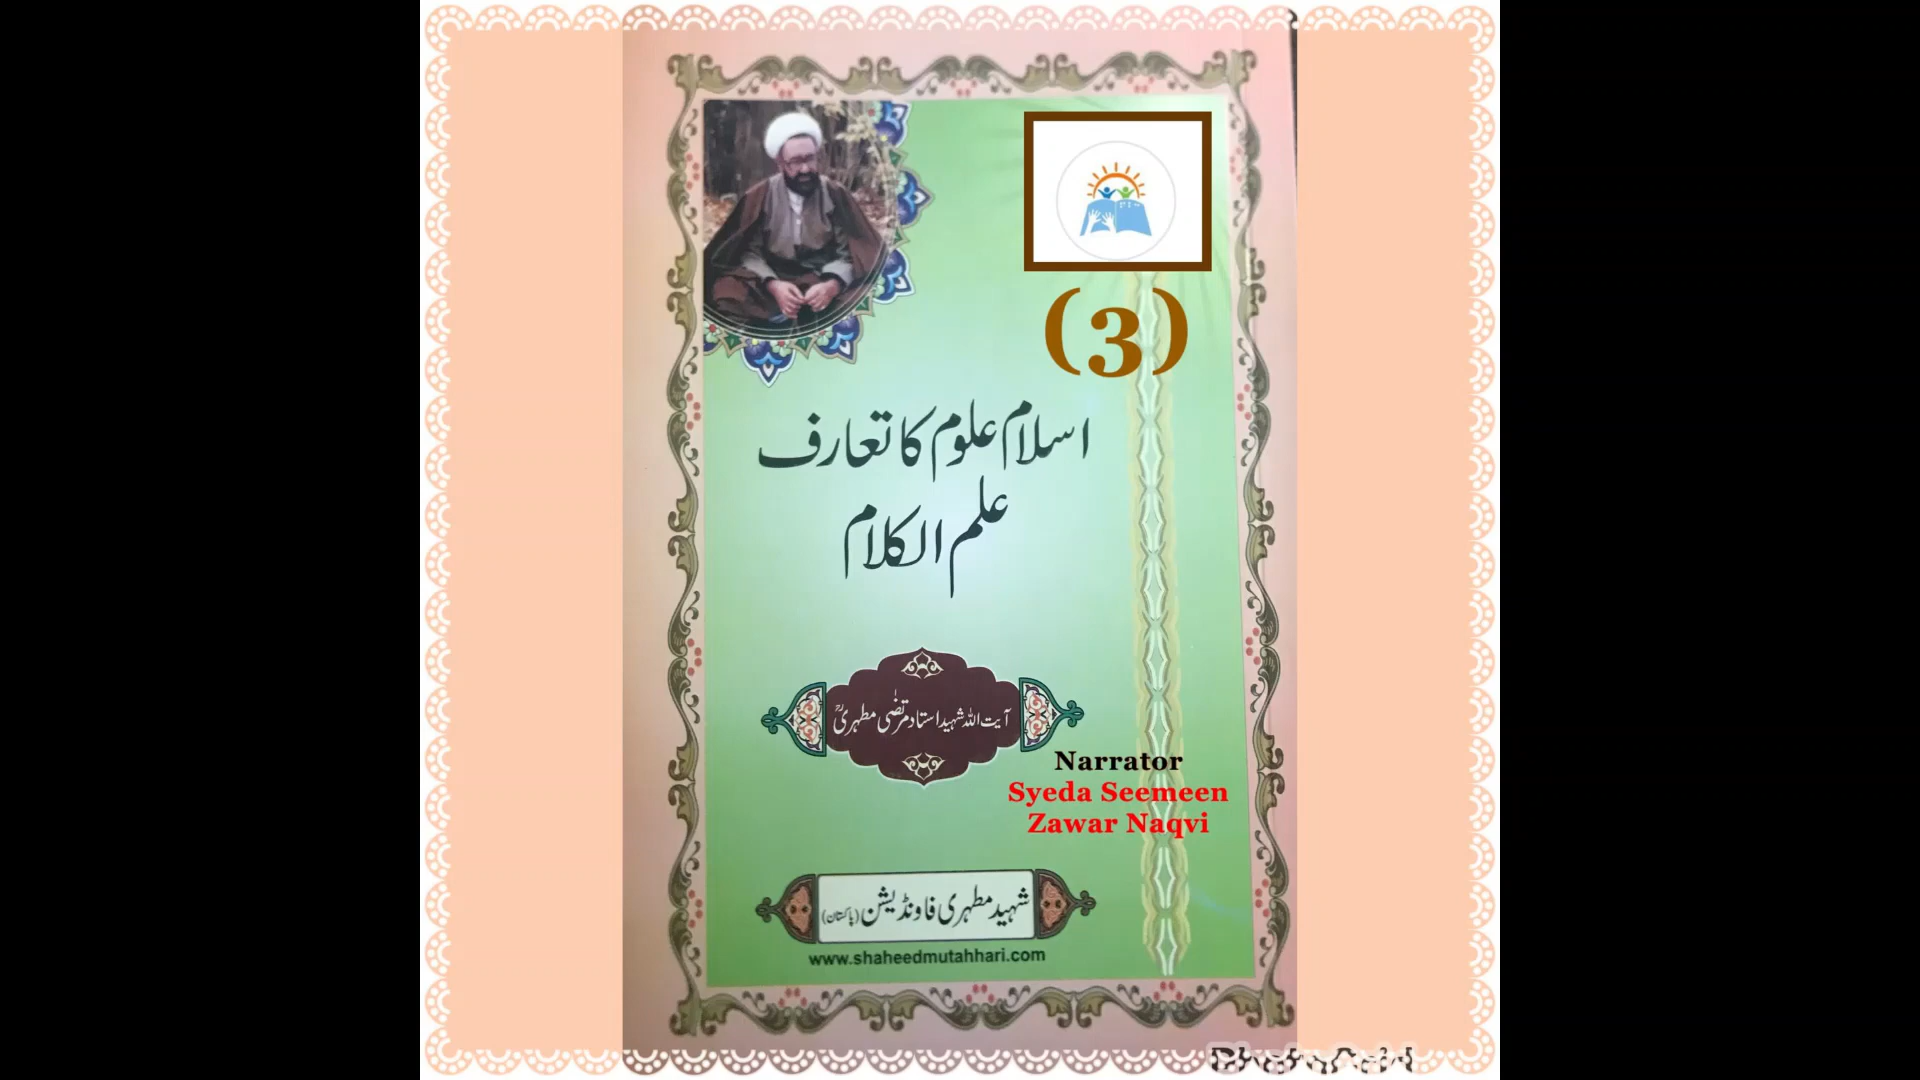 (3)
اسلام علوم کا تعارف
علم الکلام
آیت اللہ شہید استاد مرتضیٰ مطہریؒ
Narrator
Syeda Seemeen
Zawar Naqvi
شہید مطہری فاونڈیشن (پاکستان)
www.shaheedmutahhari.com